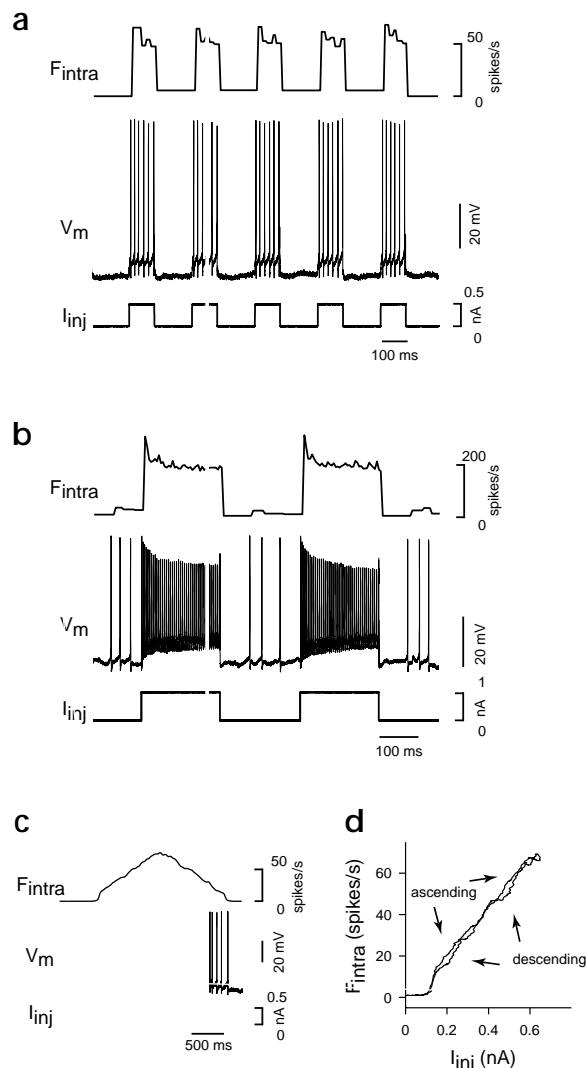 a
Fintra
50
0
spikes/s
Vm
20 mV
Iinj
0.5
0
nA
100 ms
b
Fintra
200
0
spikes/s
Vm
20 mV
Iinj
1
0
nA
100 ms
c
Fintra
50
0
spikes/s
Vm
20 mV
Iinj
0.5
0
nA
500 ms
d
Fintra (spikes/s)
60
40
20
0
ascending
descending
0
0.2
0.4
0.6
Iinj (nA)